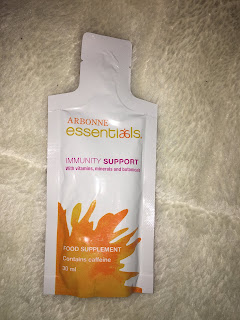 ARBONNE
essentials
IMMUNITY SUPPORT
With vitamins, minerals and botanicals
FOOD SUPPLEMENT
Contains caffeine
30 ml